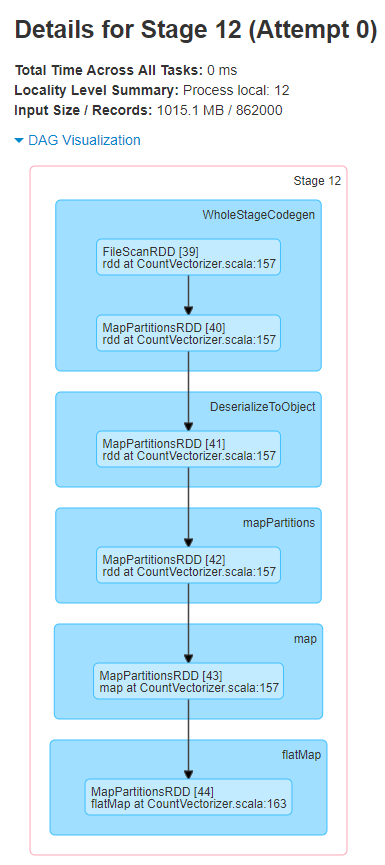 Details for Stage 12 (Attempt 0)
Total Time Across All Tasks: 0 ms
Locality Level Summary: Process local: 12
Input Size / Records: 1015.1 MB / 862000
DAG Visualization
Stage 12
WholeStageCodegen
FileScanRDD [39]
rdd at CountVectorizer.scala:157
MapPartitionsRDD [40]
rdd at CountVectorizer.scala:157
DeserializeToObject
MapPartitionsRDD [41]
rdd at CountVectorizer.scala:157
mapPartitions
MapPartitionsRDD [42]
rdd at CountVectorizer.scala:157
map
MapPartitionsRDD [43]
map at CountVectorizer.scala:157
flatMap
MapPartitionsRDD [44]
flatMap at CountVectorizer.scala:163